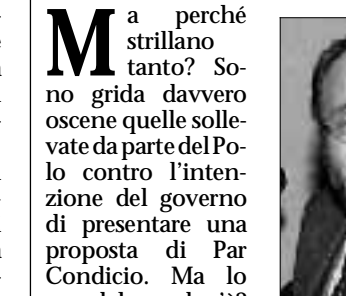 Ma perché
strillano
tanto? So-
no grida davvero
oscene quelle solle-
vate da parte del Po-
lo contro l'inten-
zione del governo
di presentare una
proposta di Par
Condicio. Ma lo